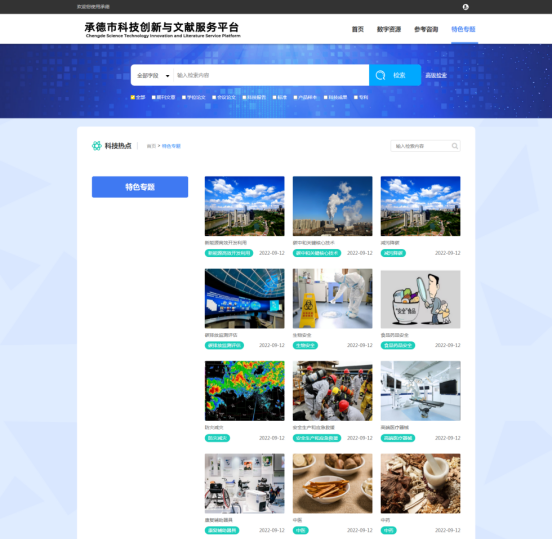 欢迎您使用承德
承德市科技创新与文献服务平台
Chengde Science Technology Innovation and Literature Service Platform
首页 数字资源 参考咨询 特色专题
全部字段 输入检索内容 检索 高级检索
全部 期刊文章 学位论文 会议论文 科技报告 标准 科技成果 专利
科技热点 首页 特色专题 输入检索内容
特色专题
新能源高效开发利用 碳中和关键核心技术 减污降碳
新能源高效开发利用 2022-09-12 碳中和关键核心技术 2022-09-12 减污降碳 2022-09-12
"安全"食品
碳排放监测评估 生物安全 食品药品安全
碳排放监测评估 2022-09-12 生物安全 2022-09-12 食品药品安全 2022-09-12
防灾减灾 安全生产和应急救援 高端医疗器械
防灾减灾 2022-09-12 安全生产和应急救援 2022-09-12 高端医疗器械 2022-09-12
康复辅助器具 中医 中药
康复辅助器具 2022-09-12 中医 2022-09-12 中药 2022-09-12